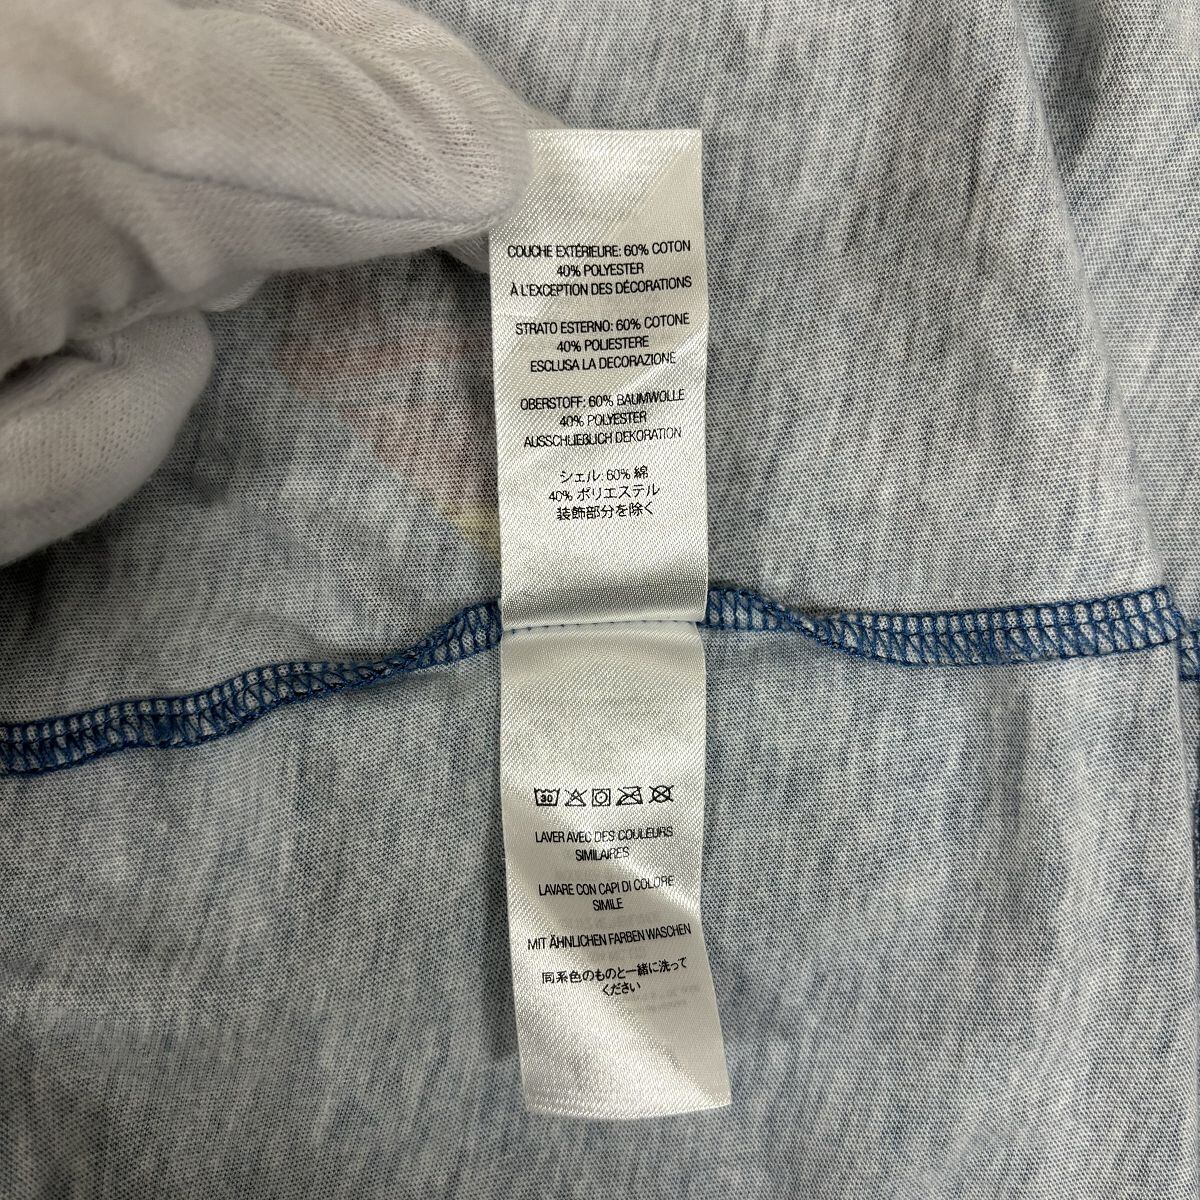 COUCHE EXTÉRIEURE: 60% COTON
40% POLYESTER
À L'EXCEPTION DES DÉCORATIONS
STRATO ESTERNO: 60% COTONE
40% POLIESTERE
ESCLUSA LA DECORAZIONE
OBERSTOFF: 60% BAUMWOLLE
40% POLYESTER
AUSSCHLIEßLICH DEKORATION
シェル: 60% 綿
40% ポリエステル
装飾部分を除く
30
LAVER AVEC DES COULEURS
SIMILAIRES
LAVARE CON CAPI DI COLORE
SIMILE
MIT ÄHNLICHEN FARBEN WASCHEN
同系色のものと一緒に洗って
ください